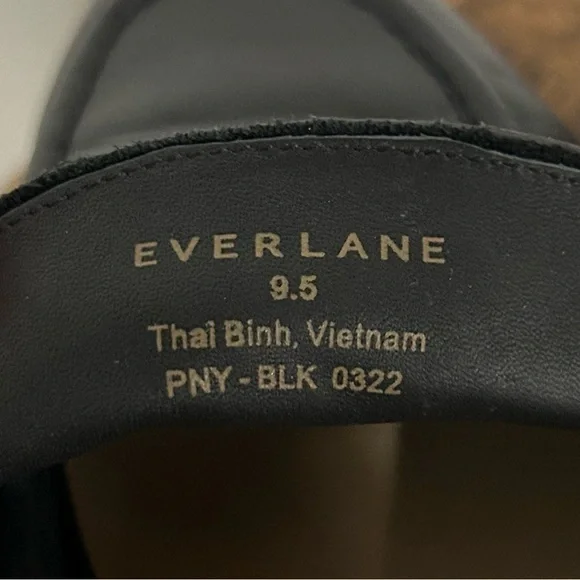 EVERLANE
9.5
Thai Binh, Vietnam
PNY-BLK 0322